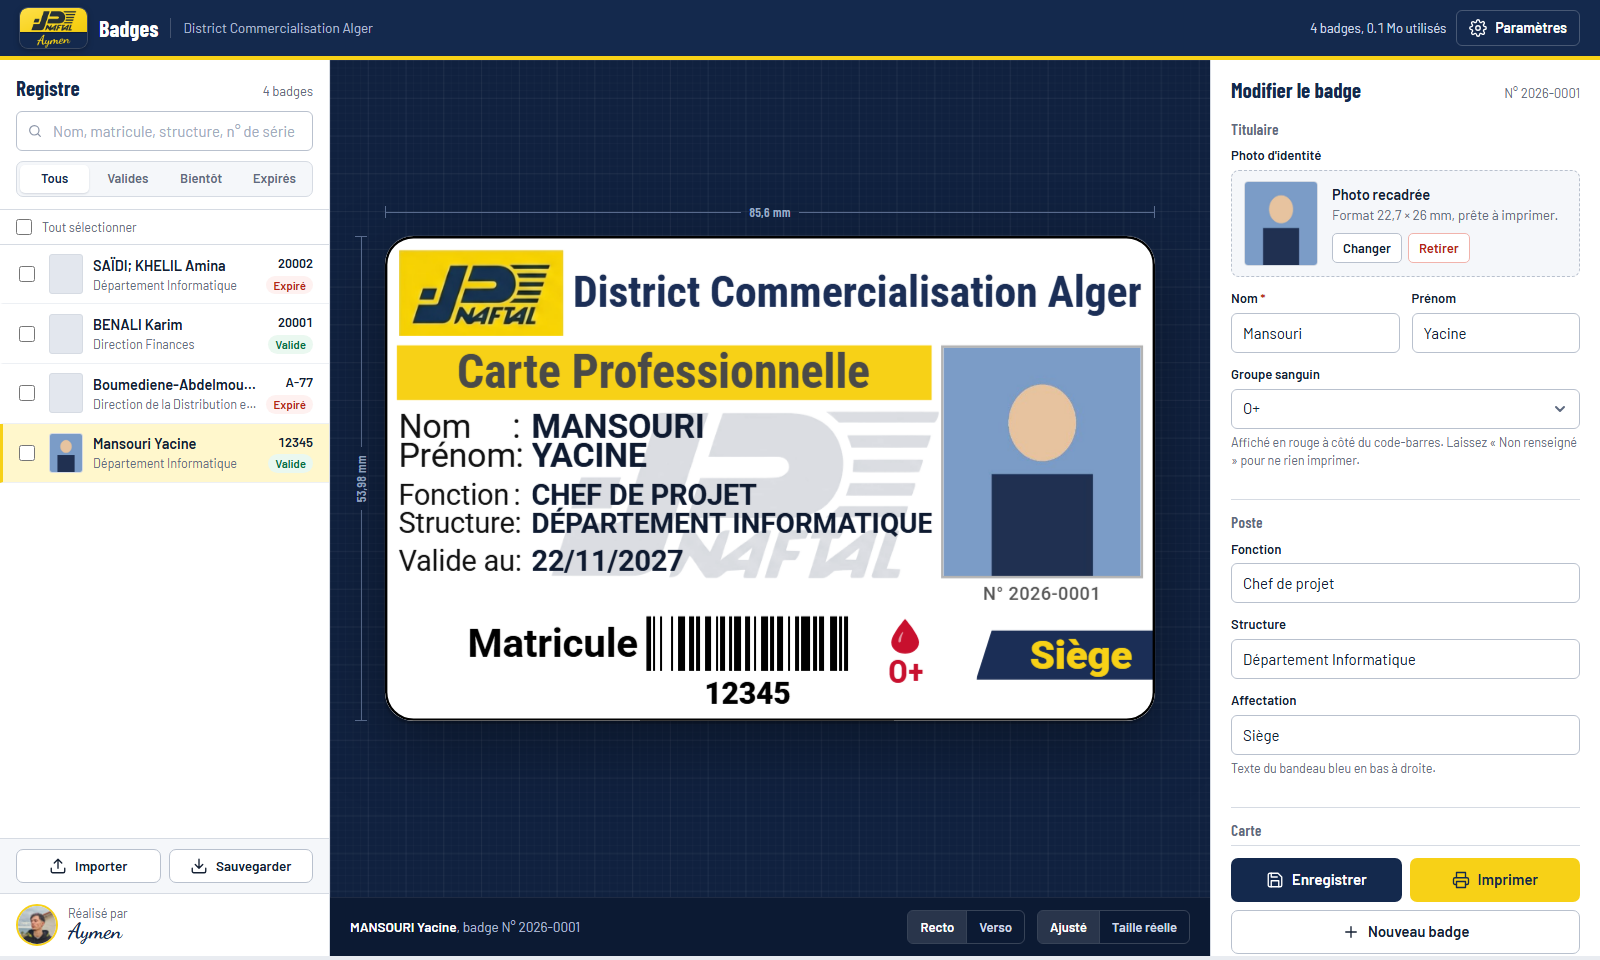 NAFTAL
Aymen
Badges
District Commercialisation Alger
4 badges, 0.1 Mo utilisés
Paramètres
Registre
4 badges
Nom, matricule, structure, n° de série
Tous
Valides
Bientôt
Expirés
Tout sélectionner
SAÏDI; KHELIL Amina
20002
Département Informatique
Expiré
BENALI Karim
20001
Direction Finances
Valide
Boumediene-Abdelmou...
A-77
Direction de la Distribution e...
Expiré
Mansouri Yacine
12345
Département Informatique
Valide
Importer
Sauvegarder
Réalisé par
Aymen
85,6 mm
53,98 mm
NAFTAL
District Commercialisation Alger
Carte Professionnelle
Nom : MANSOURI
Prénom: YACINE
Fonction : CHEF DE PROJET
Structure: DÉPARTEMENT INFORMATIQUE
Valide au: 22/11/2027
NAFTAL
N° 2026-0001
Matricule
12345
O+
Siège
MANSOURI Yacine, badge N° 2026-0001
Recto
Verso
Ajusté
Taille réelle
Modifier le badge
N° 2026-0001
Titulaire
Photo d'identité
Photo recadrée
Format 22,7 × 26 mm, prête à imprimer.
Changer
Retirer
Nom *
Prénom
Mansouri
Yacine
Groupe sanguin
O+
Affiché en rouge à côté du code-barres. Laissez « Non renseigné
» pour ne rien imprimer.
Poste
Fonction
Chef de projet
Structure
Département Informatique
Affectation
Siège
Texte du bandeau bleu en bas à droite.
Carte
Enregistrer
Imprimer
Nouveau badge